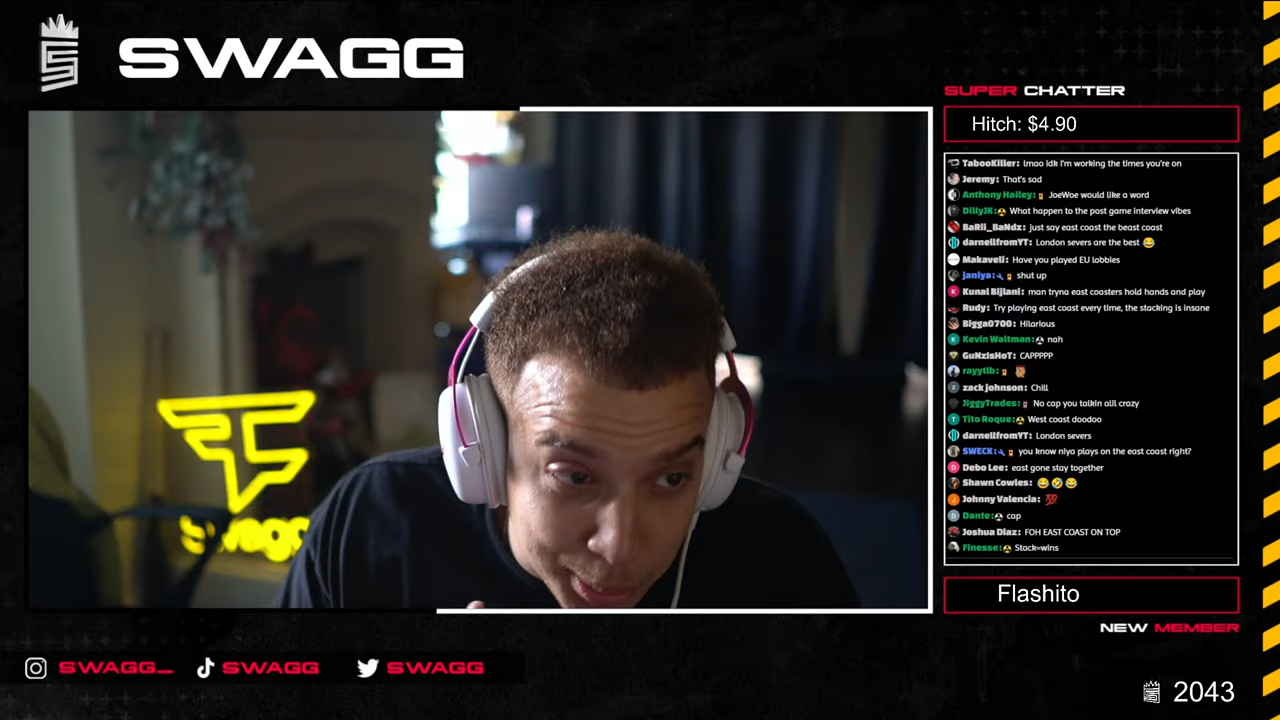 SWAGG
SUPER CHATTER
Hitch: $4.90
TabooKiller: lmao idk I'm working the times you're on
Jeremy: That's sad
Anthony Hailey: JoeWoe would like a word
DillyJK: What happen to the post game interview vibes
BaRii_BaNdz: just say east coast the beast coast
darnellfromYT: London severs are the best 😂
Makaveli: Have you played EU lobbies
Janiya: shut up
K Kunal Bijlani: man tryna east coasters hold hands and play
Rudy: Try playing east coast every time, the stacking is insane
Bigga0700: Hilarious
K Kevin Waltman: nah
GuNzIsHoT: CAPPPPP
rayytlb:
z zack johnson: Chill
JiggyTrades: No cap you talkin alll crazy
T Tito Roque: West coast doodoo
darnellfromYT: London severs
SWECK: you know niya plays on the east coast right?
D Debo Lee: east gone stay together
Shawn Cowles: 😂🤣😂
J Johnny Valencia: 💯
D Dante: cap
Joshua Diaz: FOH EAST COAST ON TOP
Finesse: Stack=wins
Flashito
NEW MEMBER
swagg
SWAGG_ SWAGG SWAGG
2043